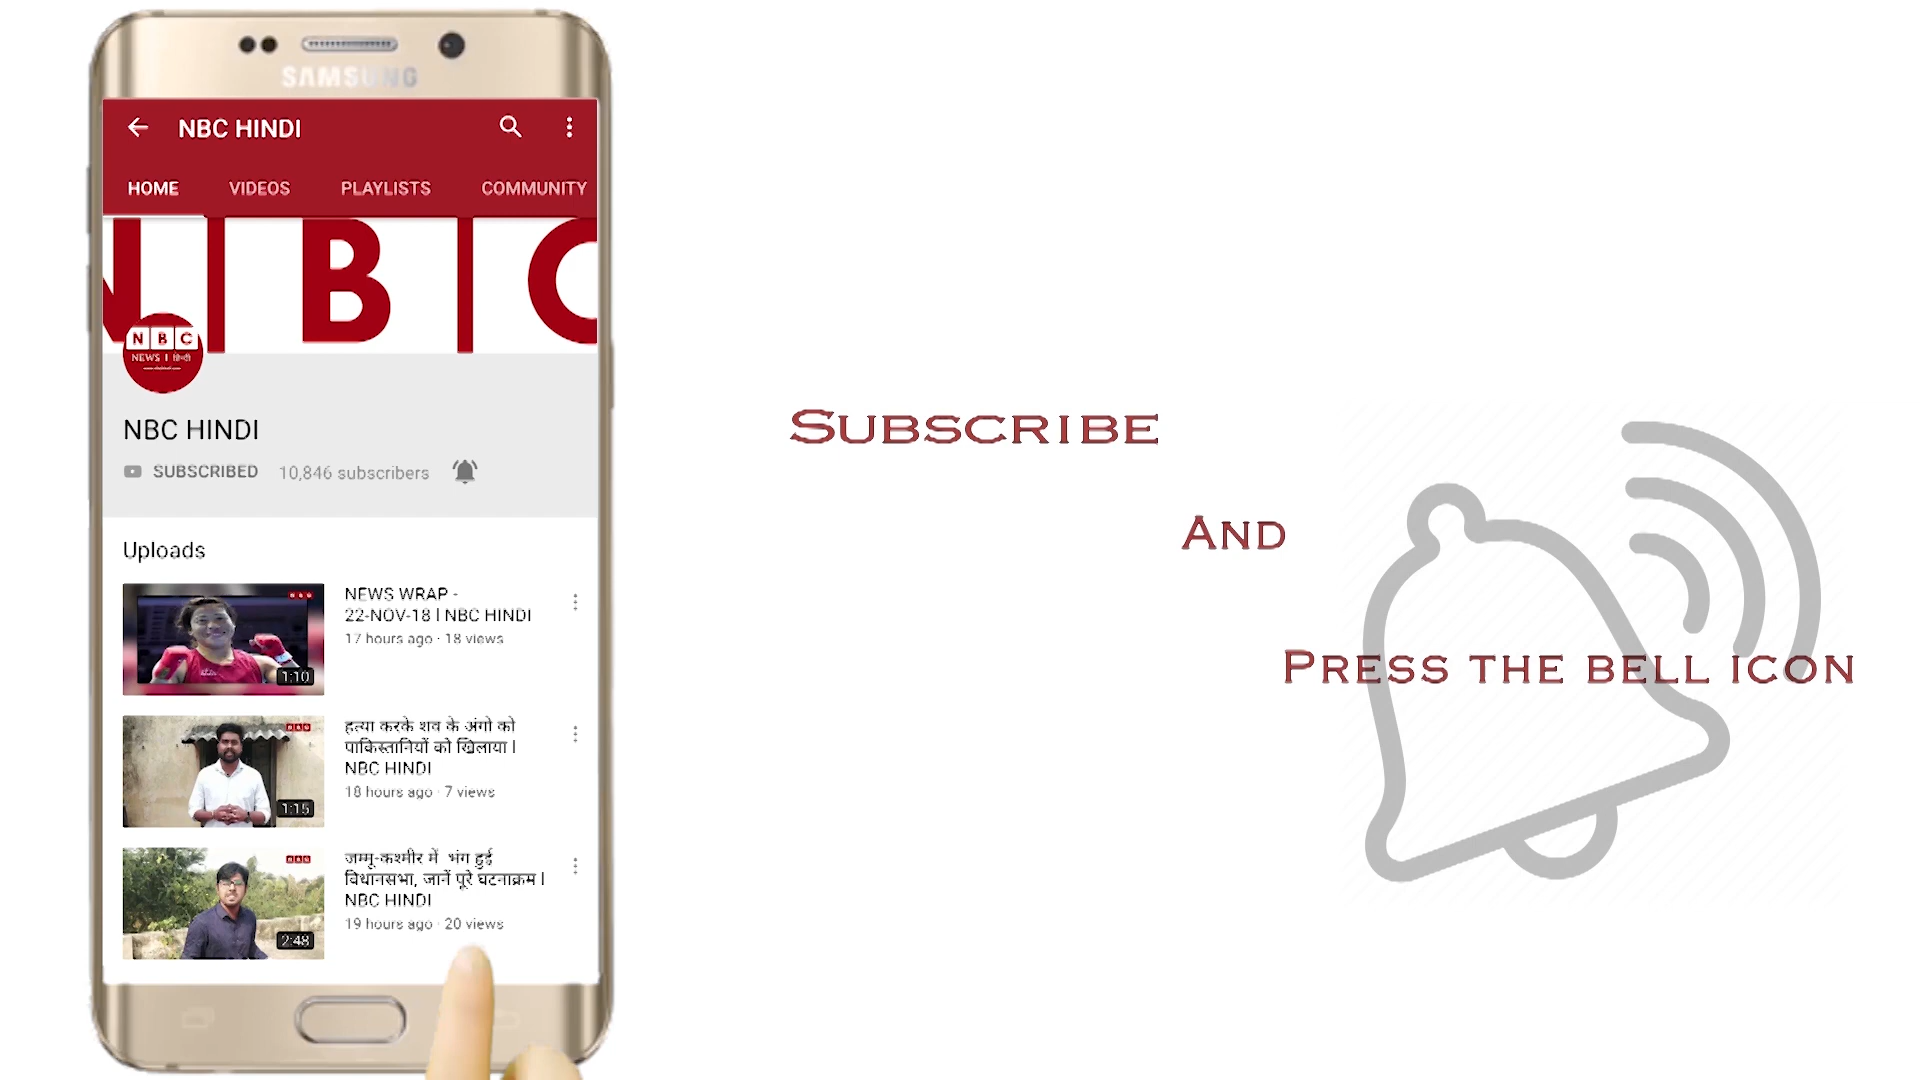 SAMSUNG
NBC HINDI
HOME VIDEOS PLAYLISTS COMMUNITY
N B C
N B C
NEWS | हिन्दी
NBC HINDI
SUBSCRIBED 10,846 subscribers
Uploads
NEWS WRAP -
22-NOV-18 | NBC HINDI
17 hours ago · 18 views
1:10
हत्या करके शव के अंगो को
पाकिस्तानियों को खिलाया |
NBC HINDI
18 hours ago · 7 views
1:15
जम्मू-कश्मीर में भंग हुई
विधानसभा, जानें पूरे घटनाक्रम |
NBC HINDI
19 hours ago · 20 views
2:48
SUBSCRIBE
AND
PRESS THE BELL ICON